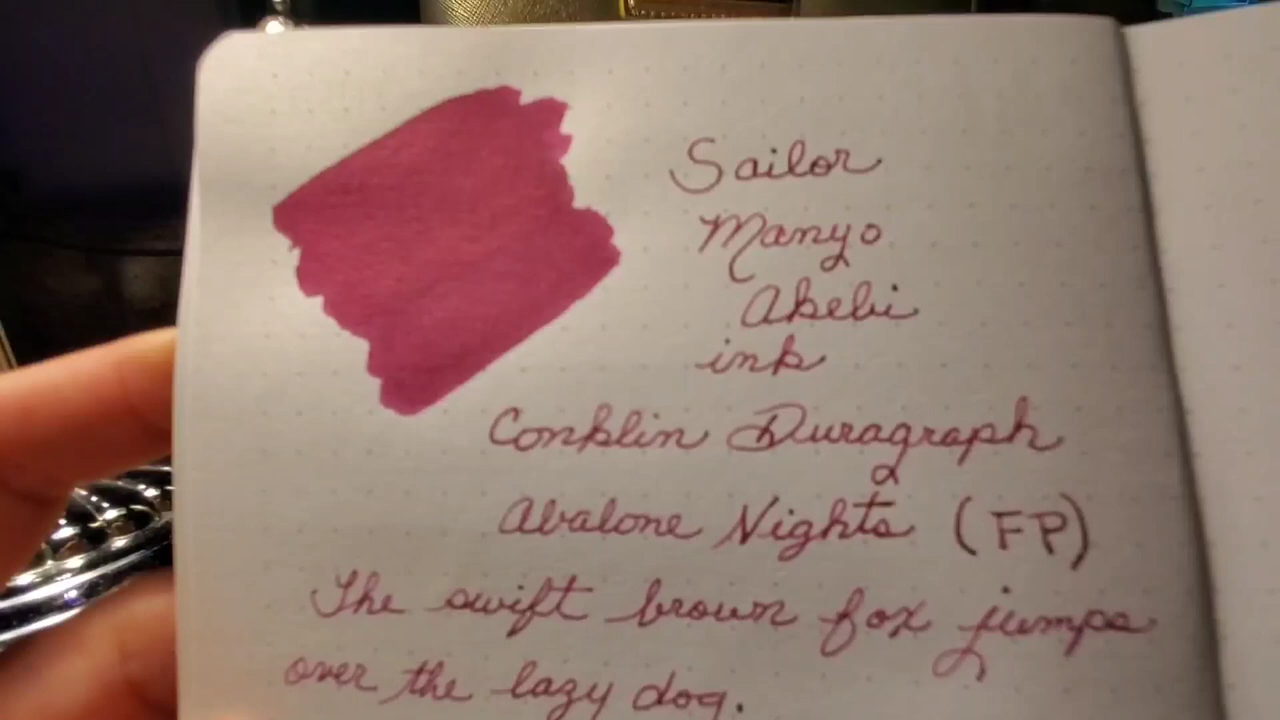 Sailor
Manyo
Akebi
ink
Conklin Duragraph
Abalone Nights (FP)
The swift brown fox jumps
over the lazy dog.